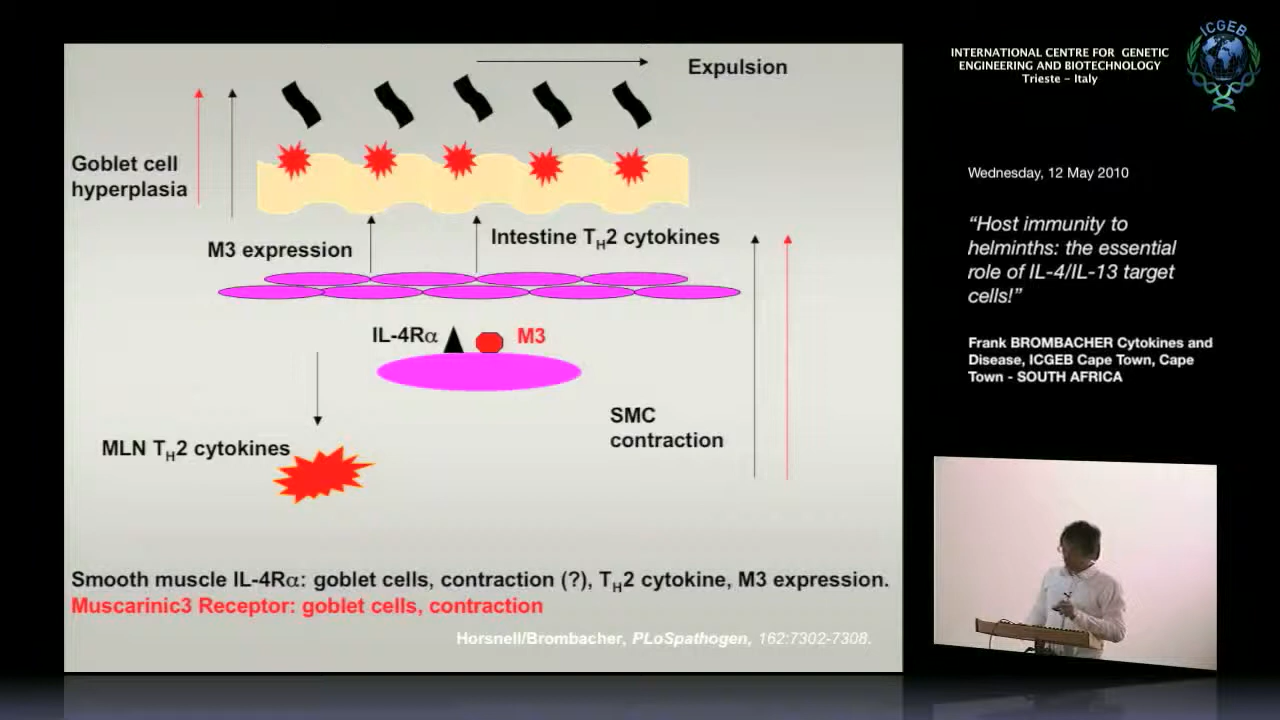 Expulsion
Goblet cell
hyperplasia
M3 expression
Intestine TH2 cytokines
IL-4Rα
M3
SMC
contraction
MLN TH2 cytokines
Smooth muscle IL-4Rα: goblet cells, contraction (?), TH2 cytokine, M3 expression.
Muscarinic3 Receptor: goblet cells, contraction
Horsnell/Brombacher, PLoSpathogen, 162:7302-7308.
INTERNATIONAL CENTRE FOR GENETIC
ENGINEERING AND BIOTECHNOLOGY
Trieste - Italy
ICGEB
Wednesday, 12 May 2010
“Host immunity to
helminths: the essential
role of IL-4/IL-13 target
cells!”
Frank BROMBACHER Cytokines and
Disease, ICGEB Cape Town, Cape
Town - SOUTH AFRICA